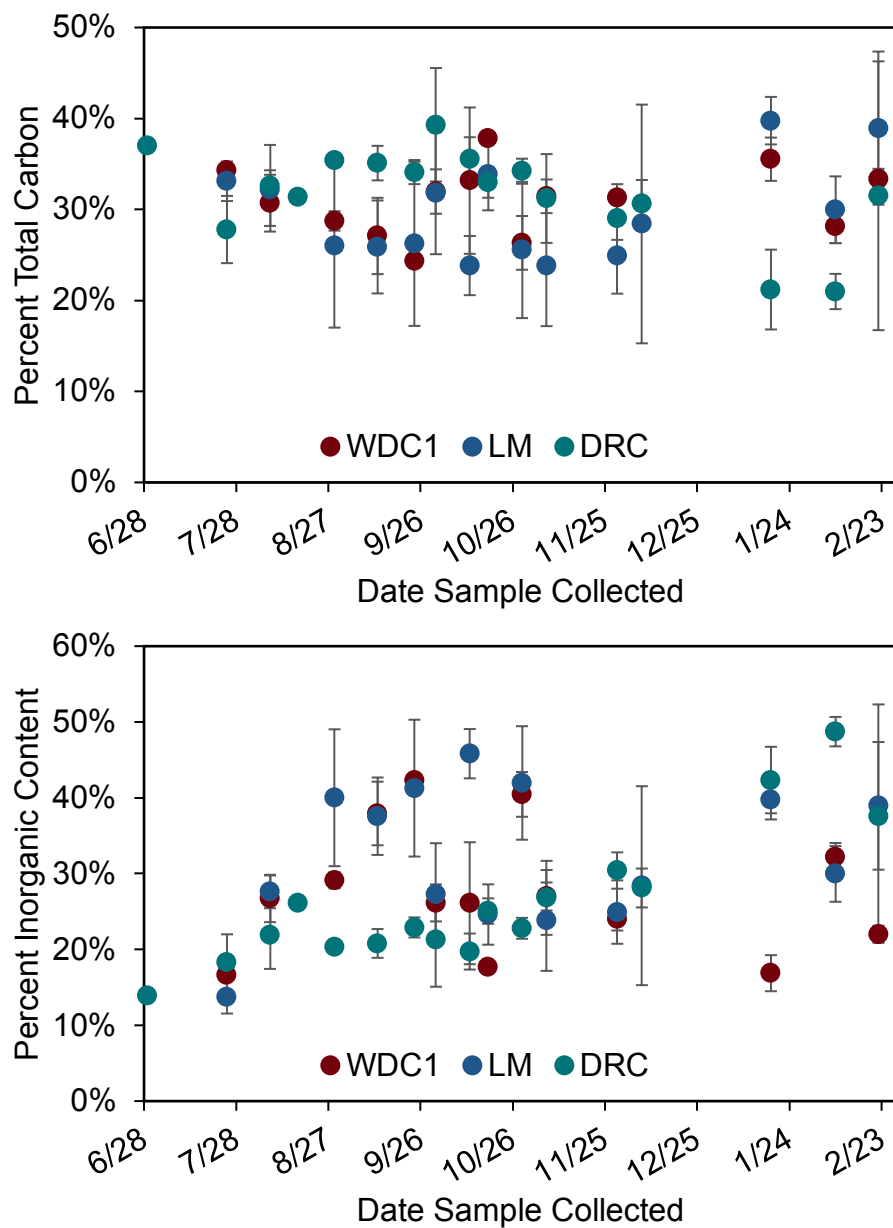 Percent Total Carbon
50%
40%
30%
20%
10%
0%
WDC1 LM DRC
6/28 7/28 8/27 9/26 10/26 11/25 12/25 1/24 2/23
Date Sample Collected
Percent Inorganic Content
60%
50%
40%
30%
20%
10%
0%
WDC1 LM DRC
6/28 7/28 8/27 9/26 10/26 11/25 12/25 1/24 2/23
Date Sample Collected